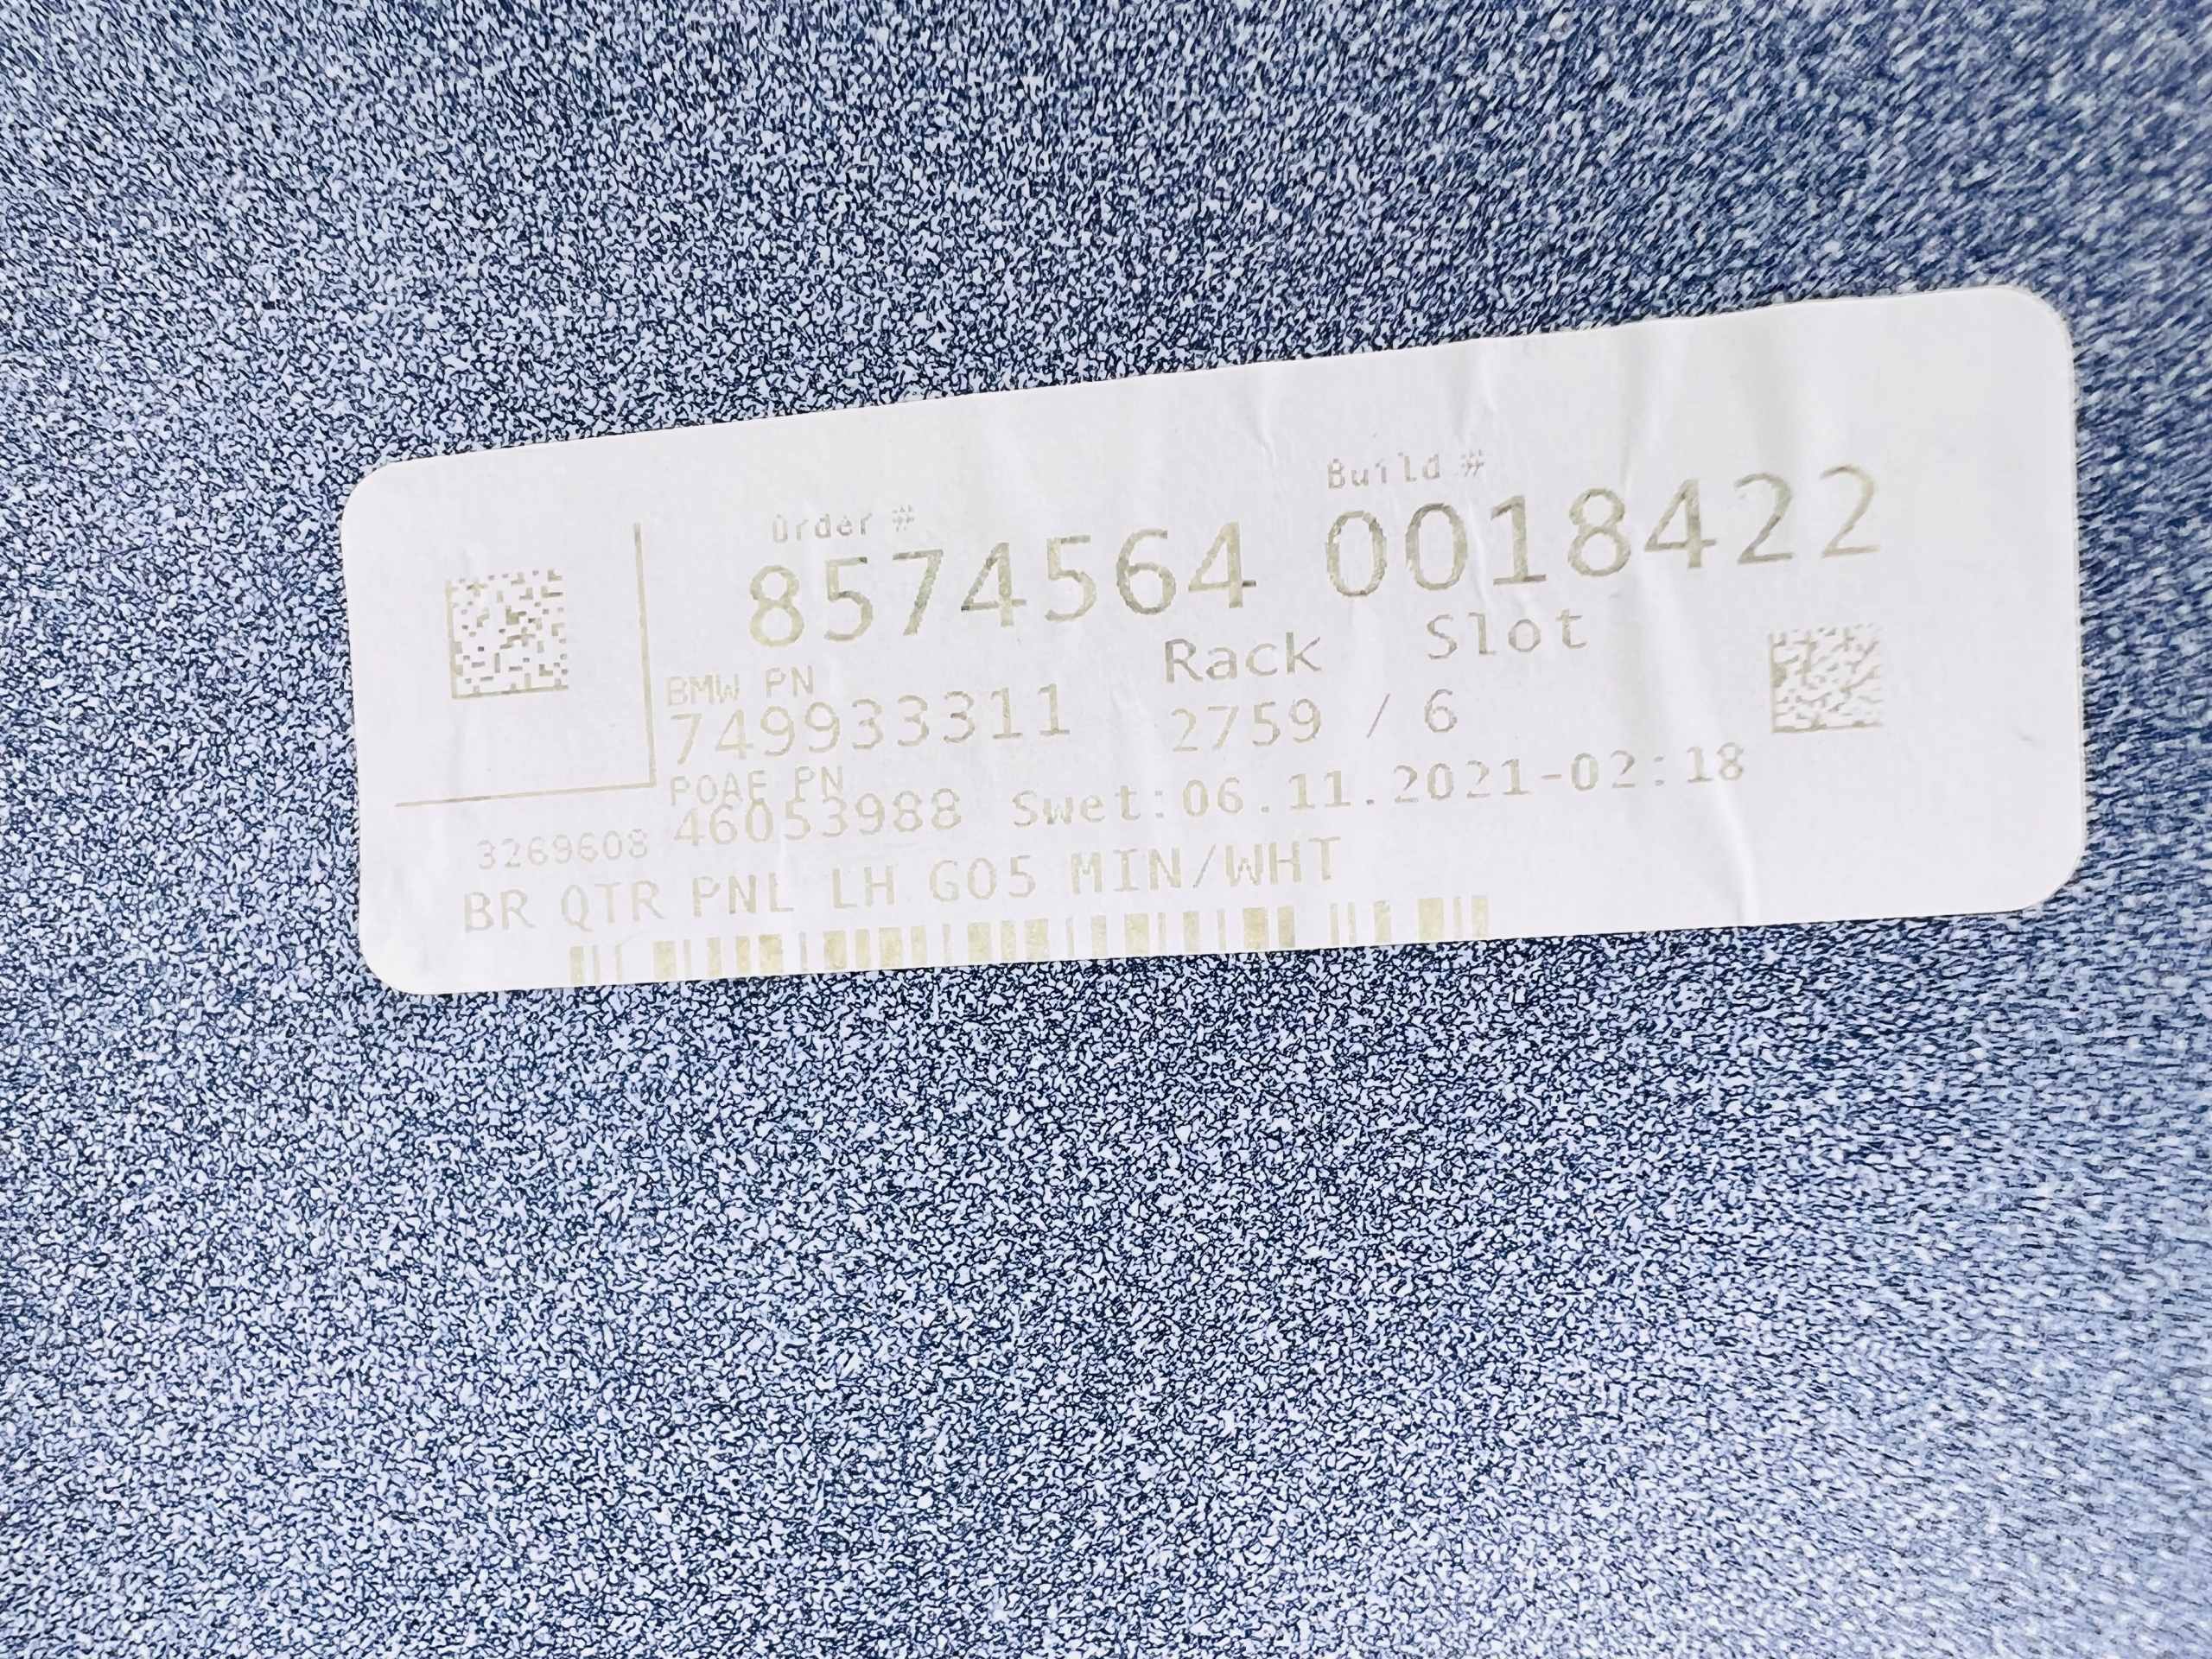 Order # Build #
8574564 0018422
BMW PN Rack Slot
749933311 2759 / 6
POAE PN
46053988 Swet:06.11.2021-02:18
3269608
BR QTR PNL LH G05 MIN/WHT